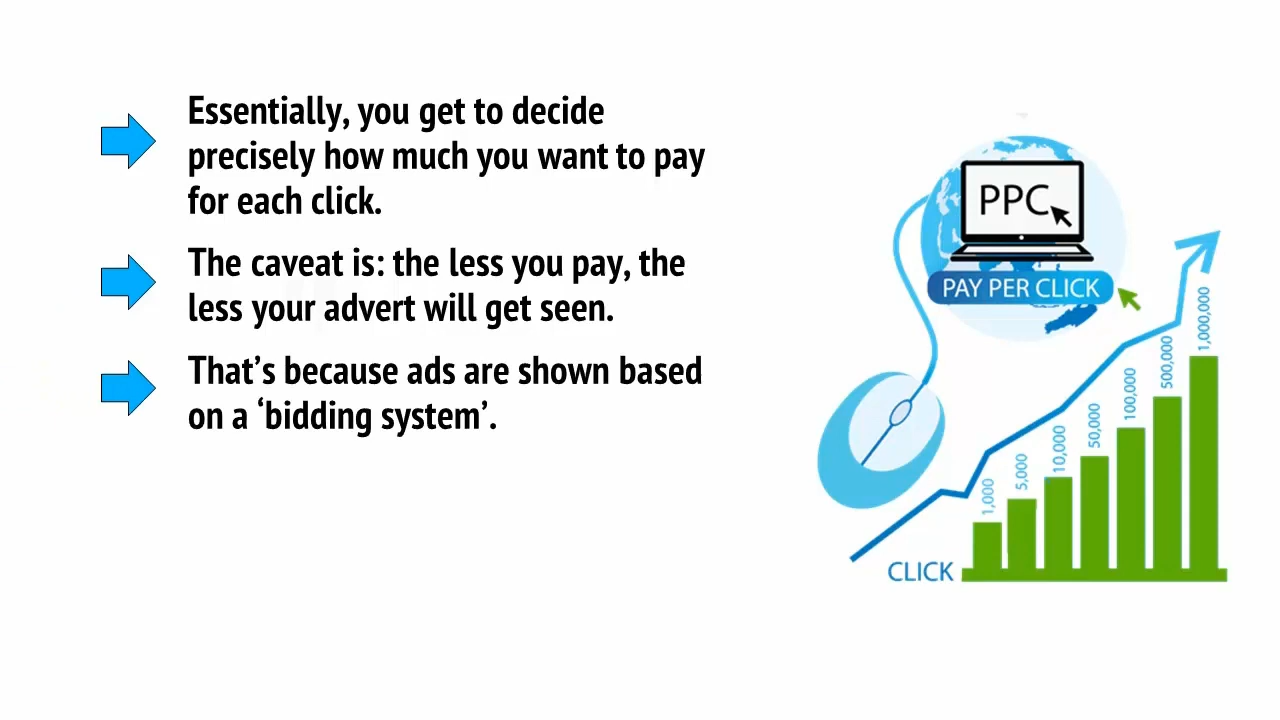 Essentially, you get to decide
precisely how much you want to pay
for each click.
The caveat is: the less you pay, the
less your advert will get seen.
That’s because ads are shown based
on a ‘bidding system’.
PPC
PAY PER CLICK
1,000
5,000
10,000
50,000
100,000
500,000
1,000,000
CLICK